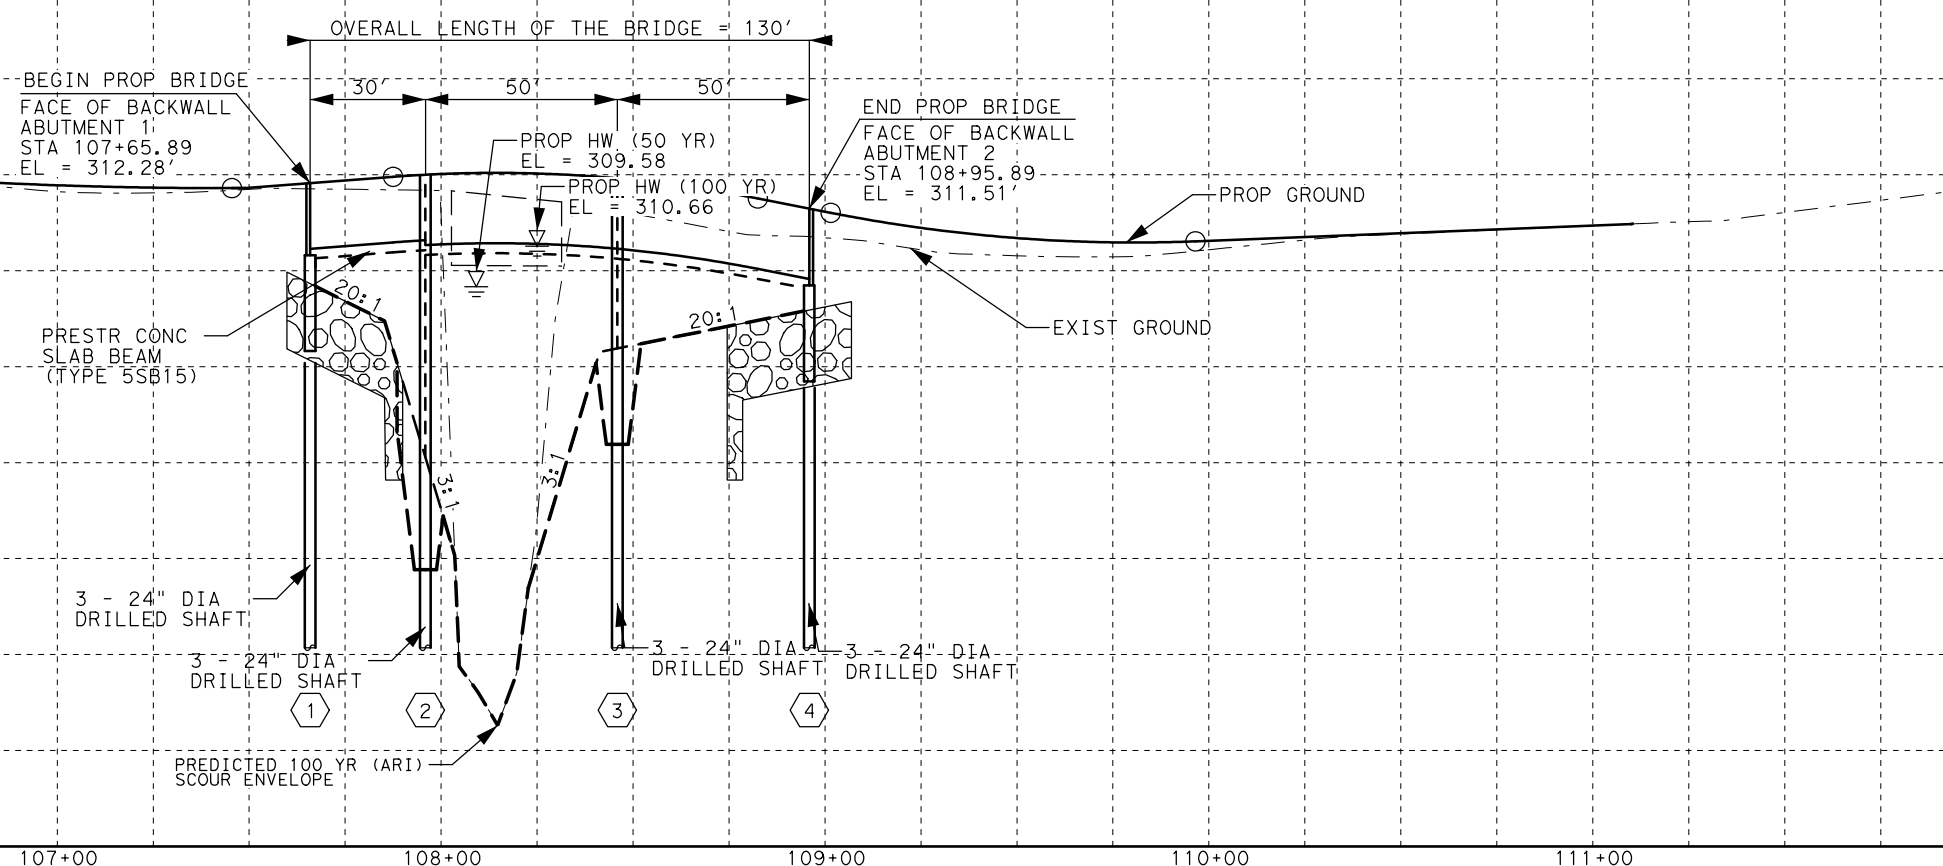 OVERALL LENGTH OF THE BRIDGE = 130'
BEGIN PROP BRIDGE
FACE OF BACKWALL
ABUTMENT 1
STA 107+65.89
EL = 312.28'
30'
50'
50'
END PROP BRIDGE
FACE OF BACKWALL
ABUTMENT 2
STA 108+95.89
EL = 311.51'
PROP HW (50 YR)
EL = 309.58
PROP HW (100 YR)
EL = 310.66
PROP GROUND
EXIST GROUND
20:1
20:1
PRESTR CONC
SLAB BEAM
(TYPE 5SB15)
3:1
3:1
3 - 24" DIA
DRILLED SHAFT
3 - 24" DIA
DRILLED SHAFT
3 - 24" DIA
DRILLED SHAFT
3 - 24" DIA
DRILLED SHAFT
1
2
3
4
PREDICTED 100 YR (ARI)
SCOUR ENVELOPE
107+00
108+00
109+00
110+00
111+00